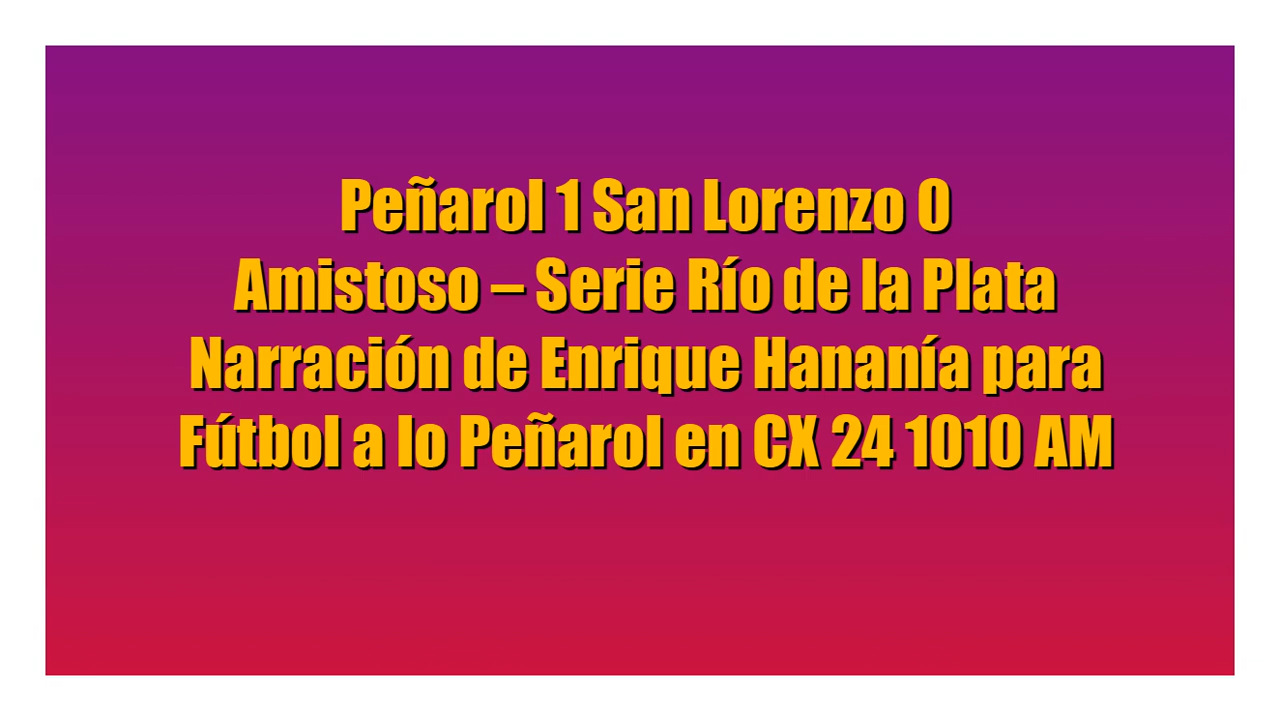 Peñarol 1 San Lorenzo 0
Amistoso – Serie Río de la Plata
Narración de Enrique Hananía para
Fútbol a lo Peñarol en CX 24 1010 AM